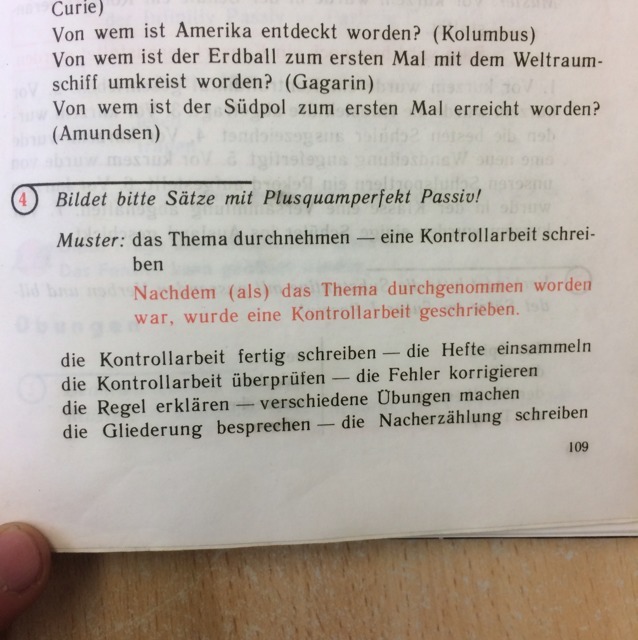 Curie)
Von wem ist Amerika entdeckt worden? (Kolumbus)
Von wem ist der Erdball zum ersten Mal mit dem Weltraum-
schiff umkreist worden? (Gagarin)
Von wem ist der Südpol zum ersten Mal erreicht worden?
(Amundsen)
4 Bildet bitte Sätze mit Plusquamperfekt Passiv!
Muster: das Thema durchnehmen — eine Kontrollarbeit schrei-
ben
Nachdem (als) das Thema durchgenommen worden
war, wurde eine Kontrollarbeit geschrieben.
die Kontrollarbeit fertig schreiben — die Hefte einsammeln
die Kontrollarbeit überprüfen — die Fehler korrigieren
die Regel erklären — verschiedene Übungen machen
die Gliederung besprechen — die Nacherzählung schreiben
109